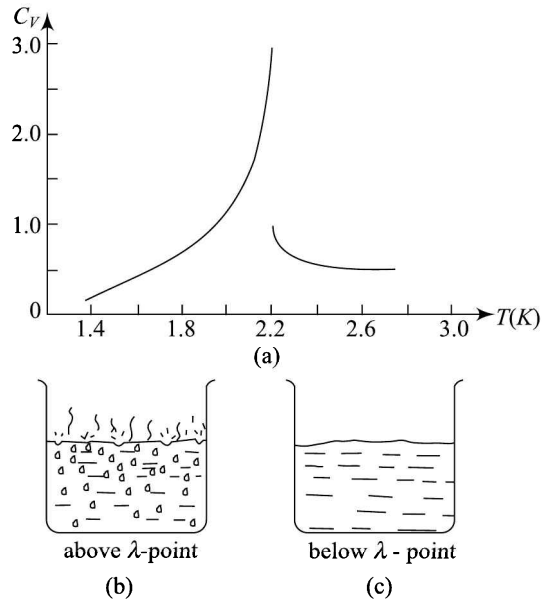 C_V
3.0
2.0
1.0
0
1.4 1.8 2.2 2.6 3.0 T(K)
(a)
above λ-point below λ - point
(b) (c)